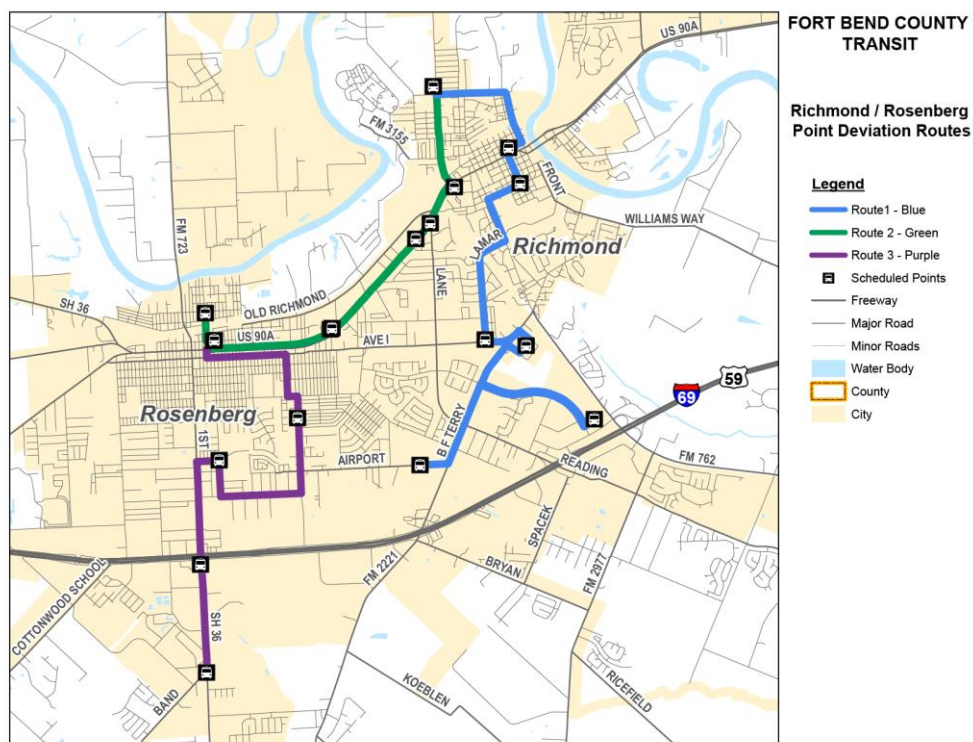 FORT BEND COUNTY
TRANSIT
Richmond / Rosenberg
Point Deviation Routes
Legend
Route1 - Blue
Route 2 - Green
Route 3 - Purple
Scheduled Points
Freeway
Major Road
Minor Roads
Water Body
County
City
US 90A
FM 3155
FRONT
WILLIAMS WAY
FM 723
LAMAR
Richmond
LANE
OLD RICHMOND
SH 36
US 90A
AVE I
59
69
Rosenberg
1ST
B F TERRY
AIRPORT
READING
FM 762
SPACEK
BRYAN
FM 2221
FM 2977
COTTONWOOD SCHOOL
SH 36
BAND
KOEBLEN
RICEFIELD